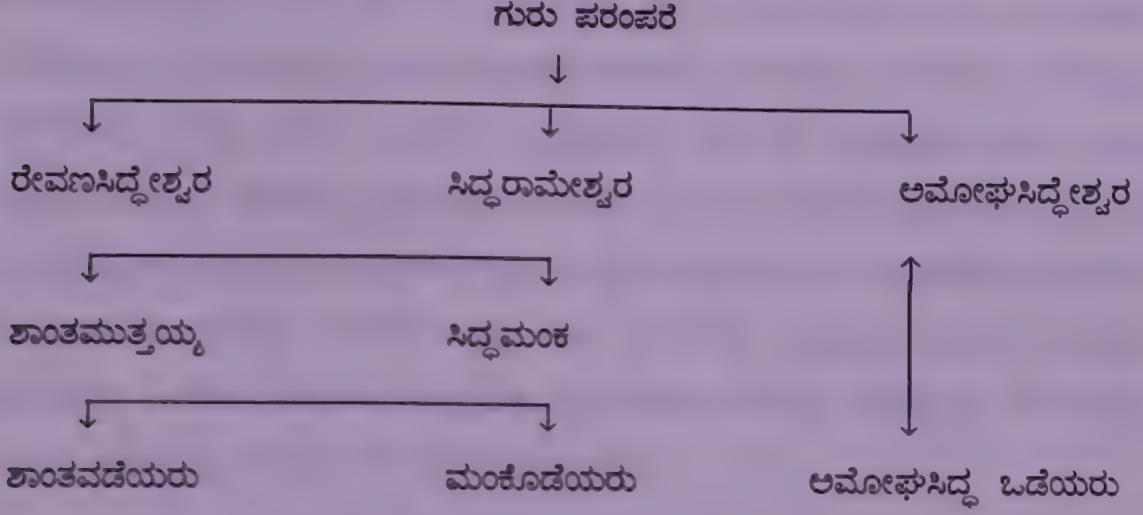 ಗುರು ಪರಂಪರೆ
ರೇವಣಸಿದ್ಧೇಶ್ವರ ಸಿದ್ಧರಾಮೇಶ್ವರ ಅಮೋಘಸಿದ್ಧೇಶ್ವರ
ಶಾಂತಮುತ್ತಯ್ಯ ಸಿದ್ಧಮಂಕ
ಶಾಂತವಡೆಯರು ಮಂಕೊಡೆಯರು ಅಮೋಘಸಿದ್ಧ ಒಡೆಯರು